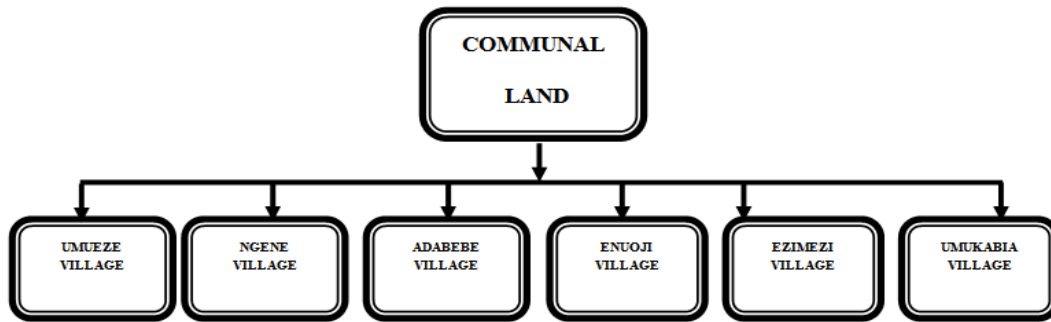 COMMUNAL
LAND
UMUEZE
VILLAGE
NGENE
VILLAGE
ADABEBE
VILLAGE
ENUOJI
VILLAGE
EZIMEZI
VILLAGE
UMUKABIA
VILLAGE